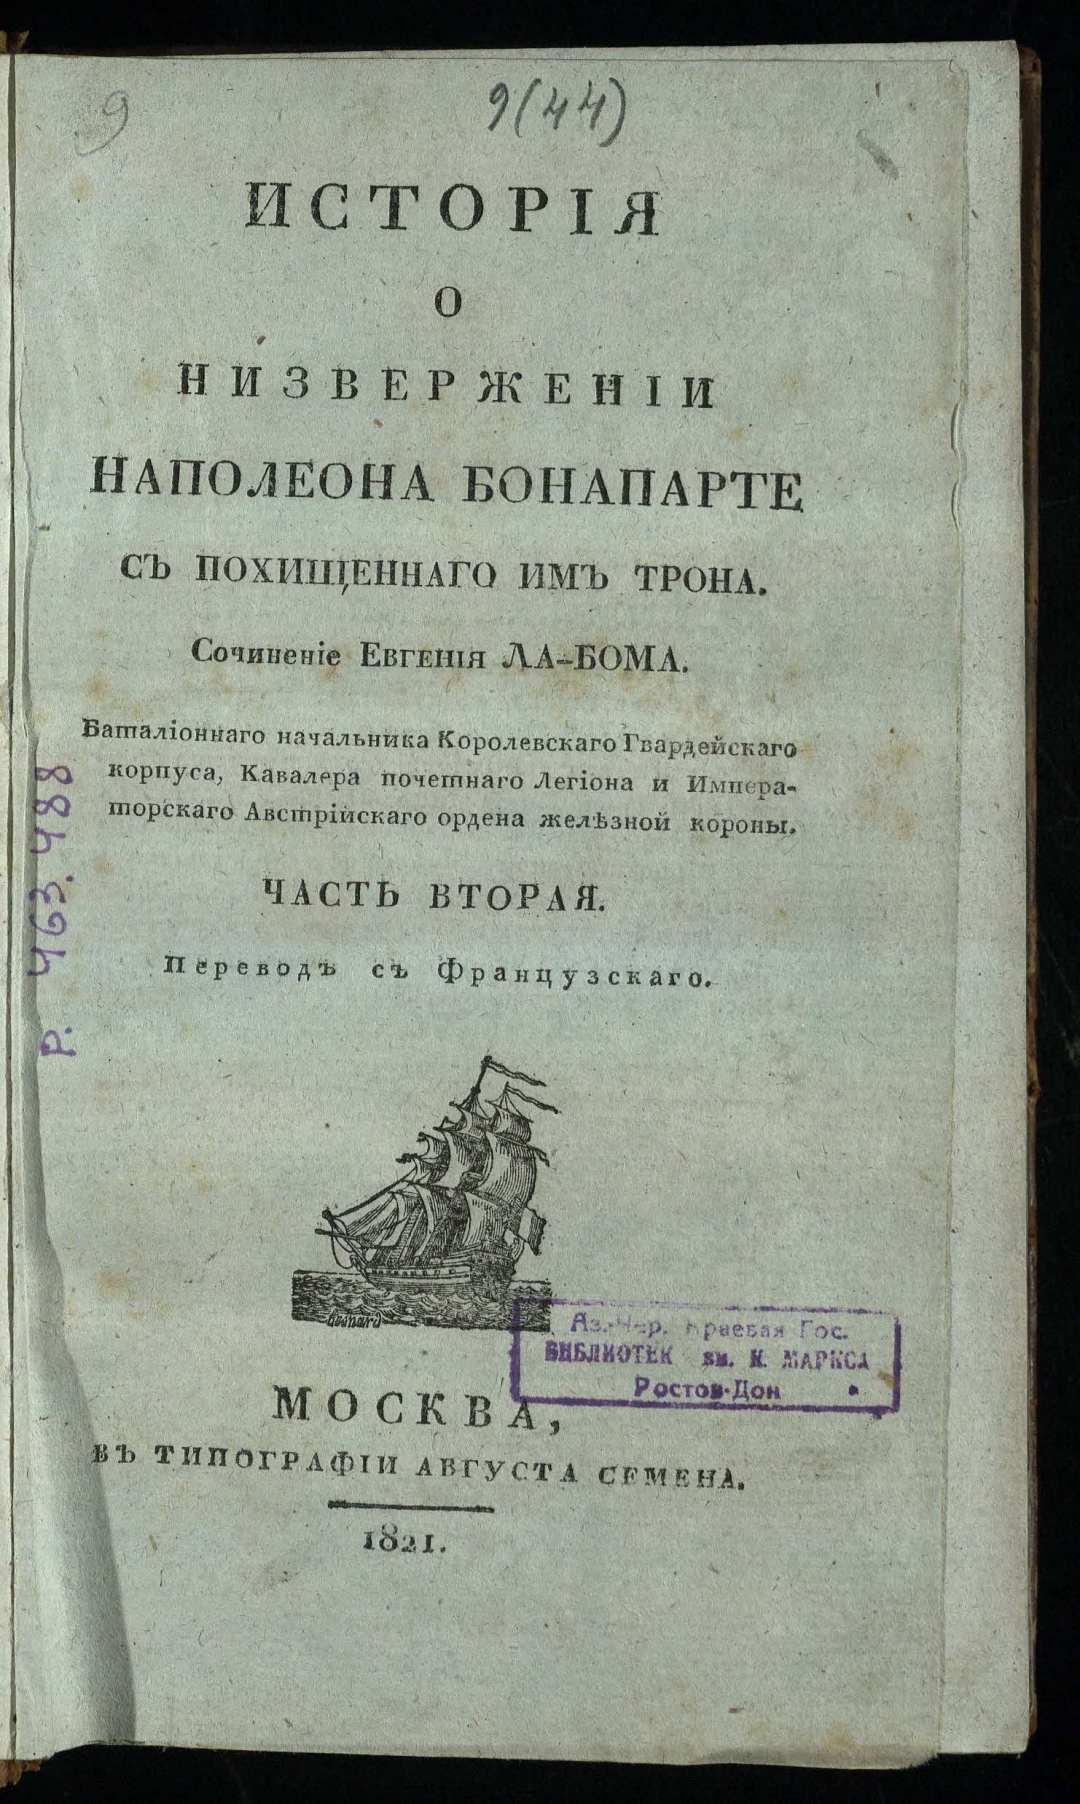 9
9(44)
ИСТОРІЯ
О
НИЗВЕРЖЕНІИ
НАПОЛЕОНА БОНАПАРТЕ
СЪ ПОХИЩЕННАГО ИМЪ ТРОНА.
Сочиненіе Евгенія ЛА-БОМА.
Баталіоннаго начальника Королевскаго Гвардейскаго
корпуса, Кавалера почетнаго Легіона и Импера-
торскаго Австрійскаго ордена желѣзной короны.
ЧАСТЬ ВТОРАЯ.
Переводъ съ Французскаго.
Р. 463.488
Besnard
Аз.-Чер. Краевая Гос.
БИБЛИОТЕК им. К. МАРКСА
Ростов-Дон
МОСКВА,
ВЪ ТИПОГРАФІИ АВГУСТА СЕМЕНА.
1821.